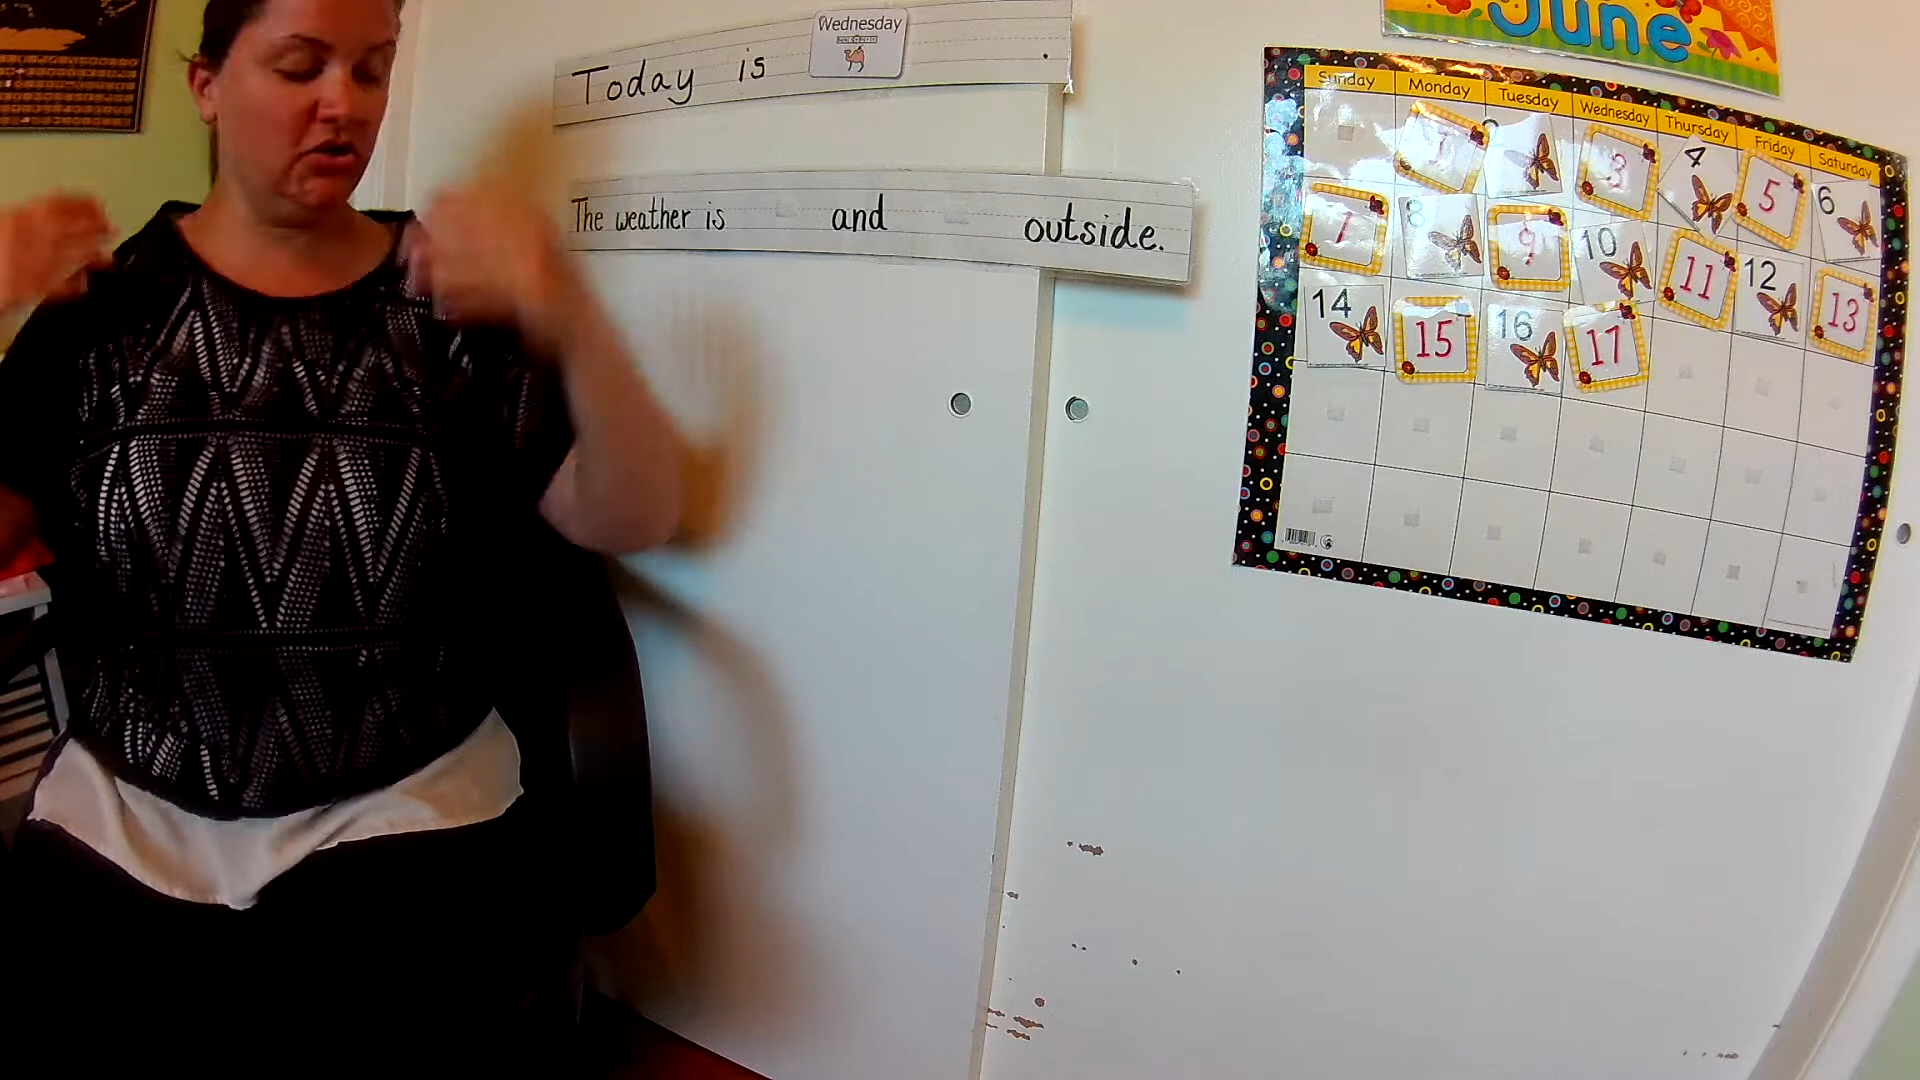 Today is Wednesday .
The weather is and outside.
June
Sunday Monday Tuesday Wednesday Thursday Friday Saturday
1 3 4 5 6
7 8 9 10 11 12 13
14 15 16 17